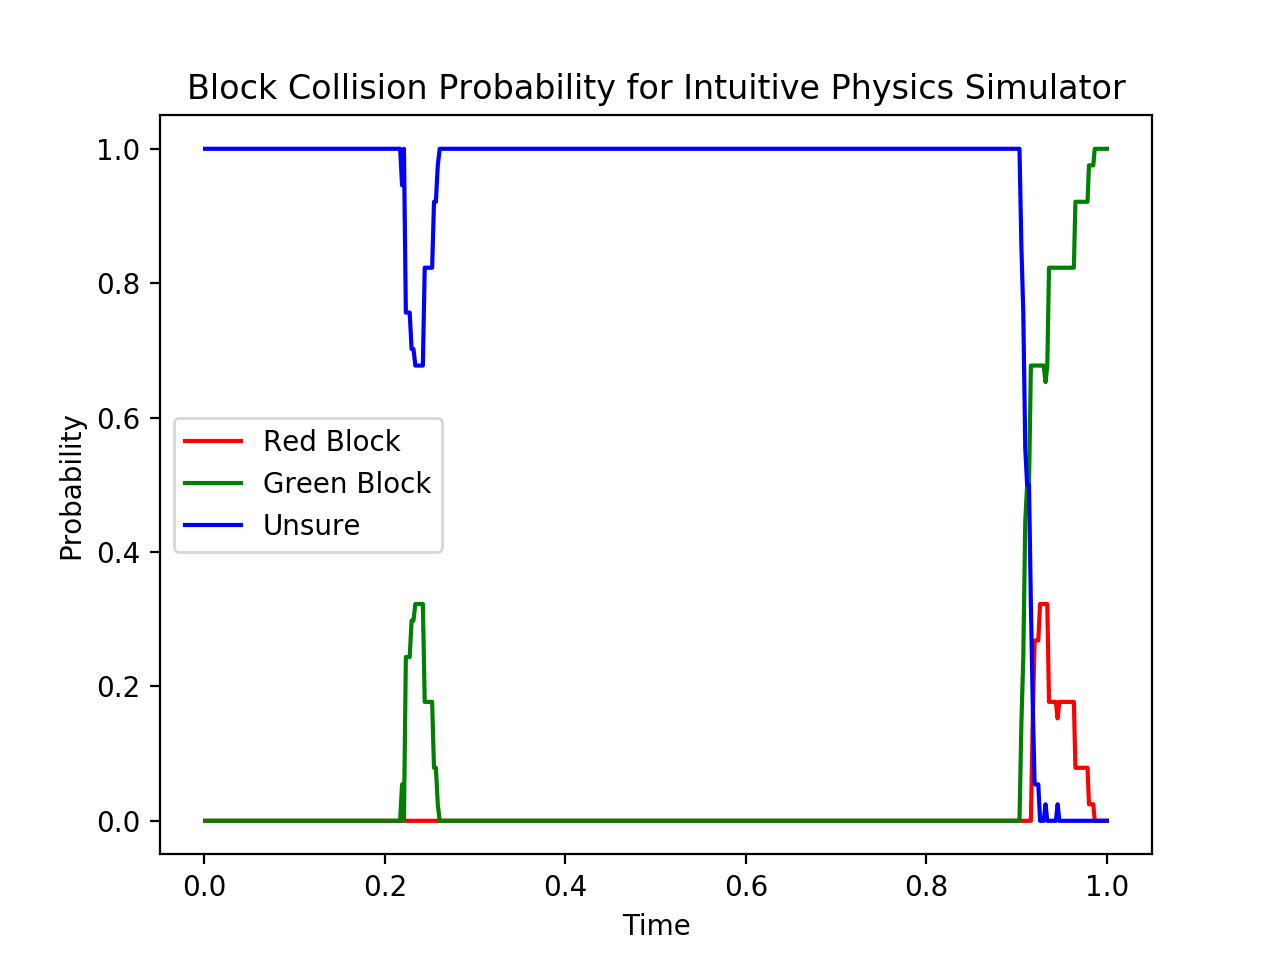 Block Collision Probability for Intuitive Physics Simulator
1.0
0.8
0.6
0.4
0.2
0.0
Probability
Red Block
Green Block
Unsure
0.0 0.2 0.4 0.6 0.8 1.0
Time